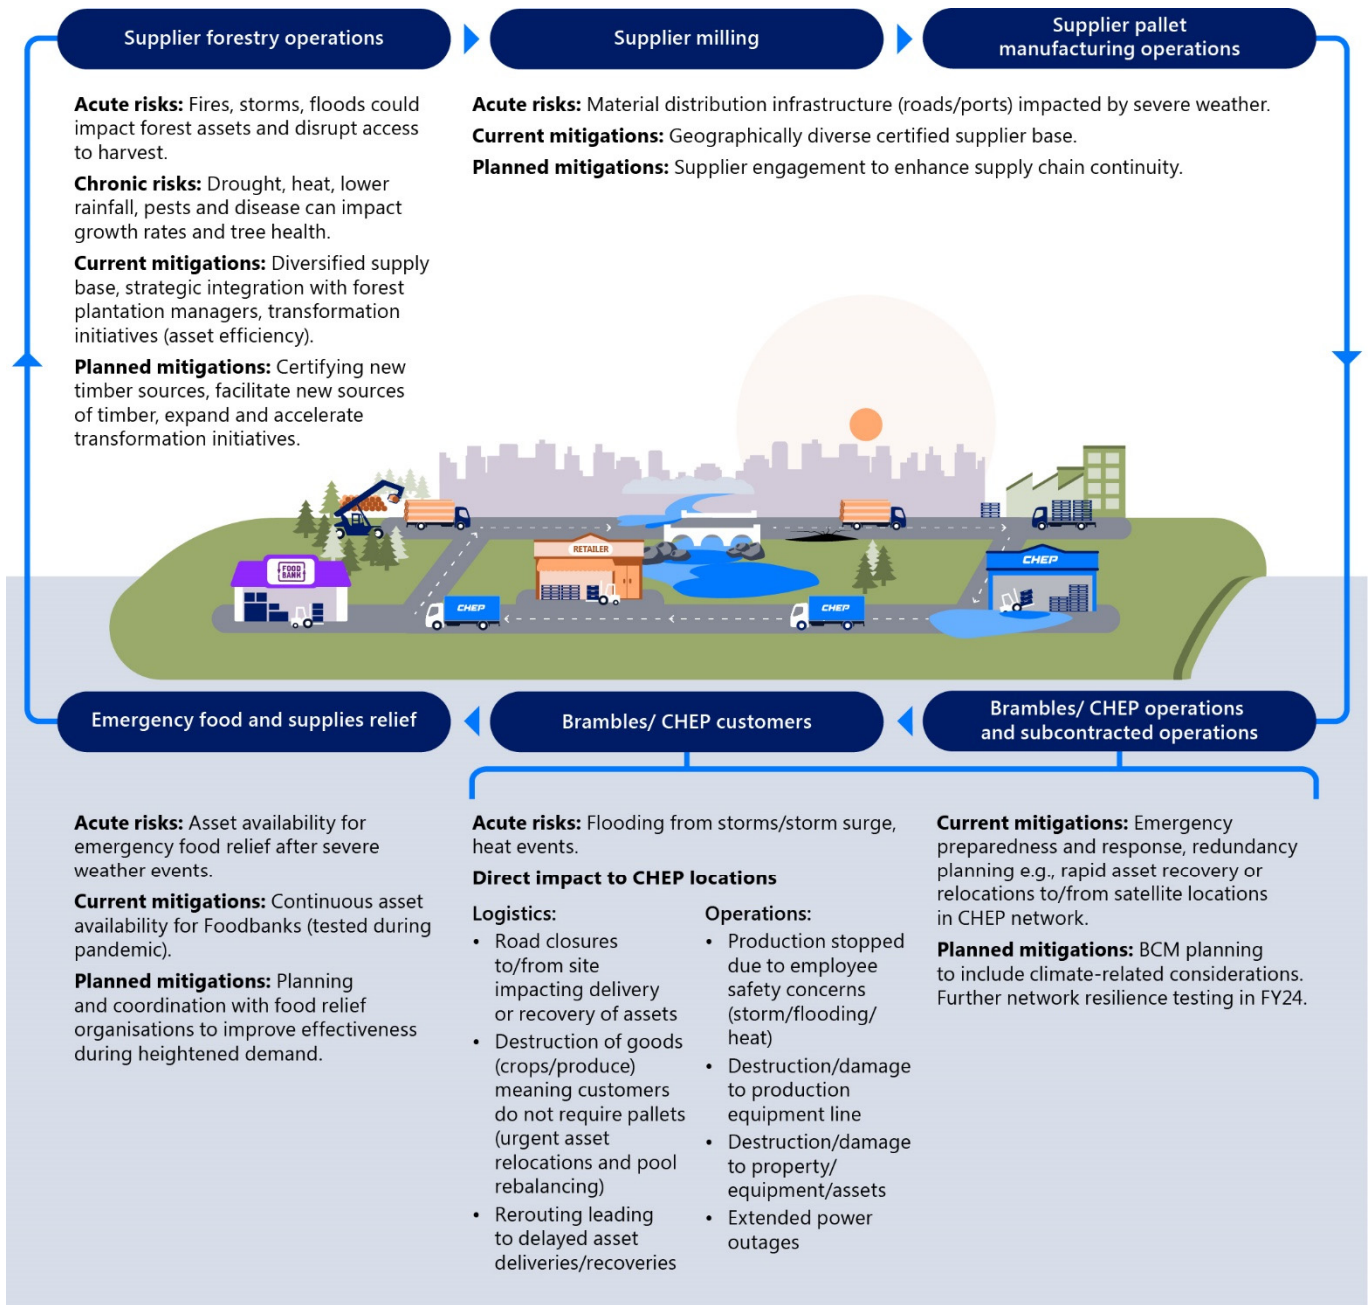 Supplier forestry operations
Supplier milling
Supplier pallet
manufacturing operations
Acute risks: Fires, storms, floods could
impact forest assets and disrupt access
to harvest.
Chronic risks: Drought, heat, lower
rainfall, pests and disease can impact
growth rates and tree health.
Current mitigations: Diversified supply
base, strategic integration with forest
plantation managers, transformation
initiatives (asset efficiency).
Planned mitigations: Certifying new
timber sources, facilitate new sources
of timber, expand and accelerate
transformation initiatives.
Acute risks: Material distribution infrastructure (roads/ports) impacted by severe weather.
Current mitigations: Geographically diverse certified supplier base.
Planned mitigations: Supplier engagement to enhance supply chain continuity.
RETAILER
FOOD
BANK
CHEP
CHEP
CHEP
Emergency food and supplies relief
Brambles/ CHEP customers
Brambles/ CHEP operations
and subcontracted operations
Acute risks: Asset availability for
emergency food relief after severe
weather events.
Current mitigations: Continuous asset
availability for Foodbanks (tested during
pandemic).
Planned mitigations: Planning
and coordination with food relief
organisations to improve effectiveness
during heightened demand.
Acute risks: Flooding from storms/storm surge,
heat events.
Direct impact to CHEP locations
Logistics:
• Road closures
to/from site
impacting delivery
or recovery of assets
• Destruction of goods
(crops/produce)
meaning customers
do not require pallets
(urgent asset
relocations and pool
rebalancing)
• Rerouting leading
to delayed asset
deliveries/recoveries
Operations:
• Production stopped
due to employee
safety concerns
(storm/flooding/
heat)
• Destruction/damage
to production
equipment line
• Destruction/damage
to property/
equipment/assets
• Extended power
outages
Current mitigations: Emergency
preparedness and response, redundancy
planning e.g., rapid asset recovery or
relocations to/from satellite locations
in CHEP network.
Planned mitigations: BCM planning
to include climate-related considerations.
Further network resilience testing in FY24.